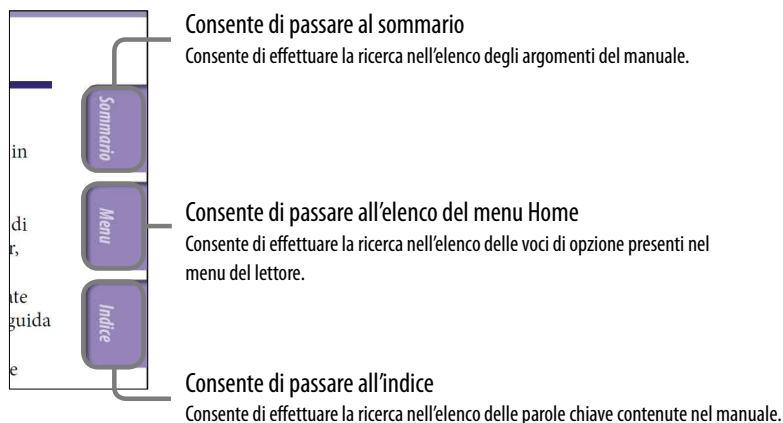 Consente di passare al sommario
Consente di effettuare la ricerca nell'elenco degli argomenti del manuale.
Sommario
in
Menu
di
r,
Consente di passare all'elenco del menu Home
Consente di effettuare la ricerca nell'elenco delle voci di opzione presenti nel
menu del lettore.
Indice
guida
e
Consente di passare all'indice
Consente di effettuare la ricerca nell'elenco delle parole chiave contenute nel manuale.